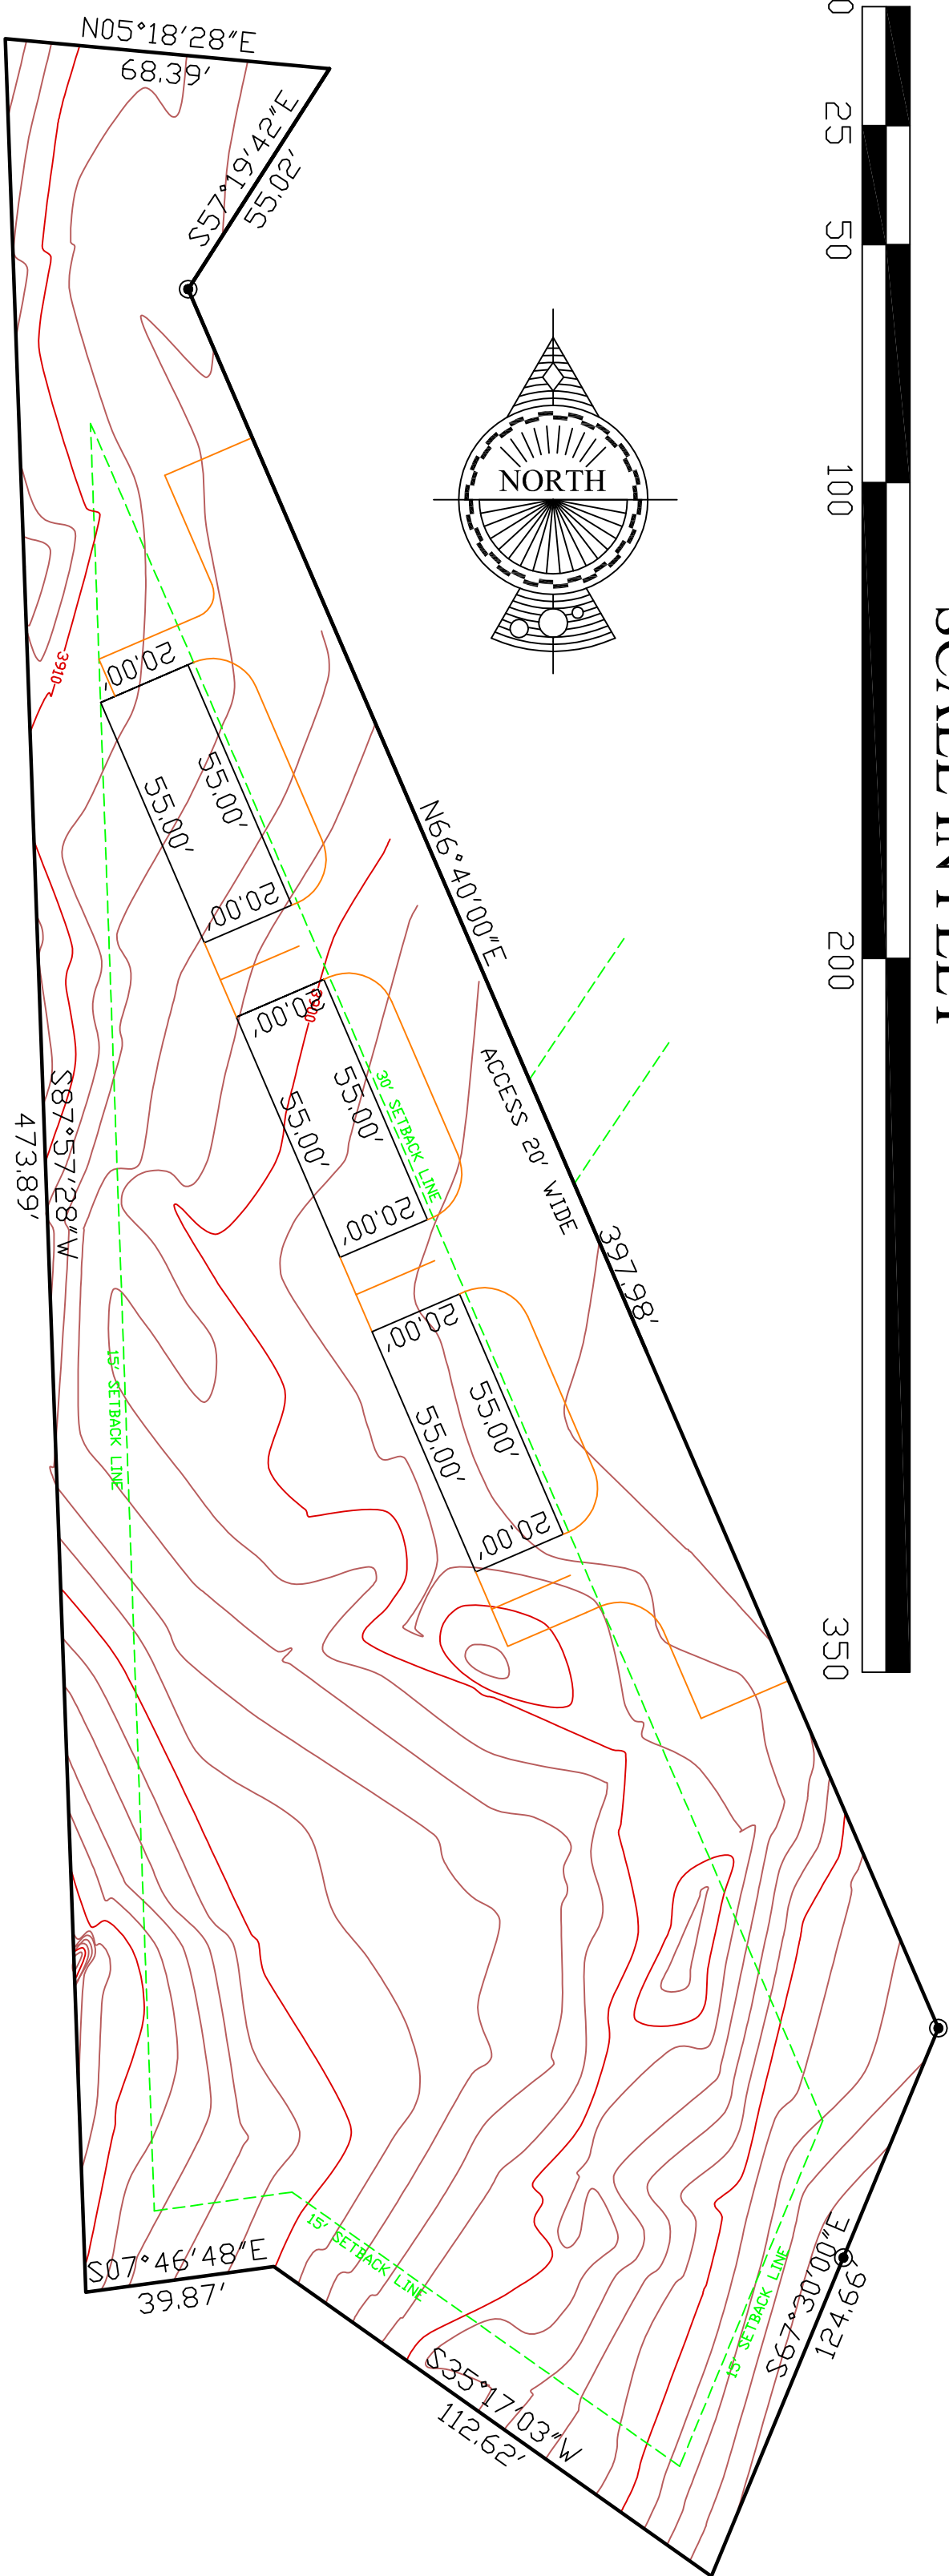 N05°18'28"E
68.39'
S57°19'42"E
55.02'
0
25
50
100
200
350
SCALE IN FEET
NORTH
3910
20.00'
55.00'
55.00'
20.00'
N66°40'00"E
397.98'
ACCESS 20' WIDE
30' SETBACK LINE
3900
20.00'
55.00'
55.00'
20.00'
20.00'
55.00'
55.00'
20.00'
S87°57'28"W
473.89'
15' SETBACK LINE
S07°46'48"E
39.87'
15' SETBACK LINE
S35°17'03"W
112.62'
15' SETBACK LINE
S67°30'00"E
124.66'